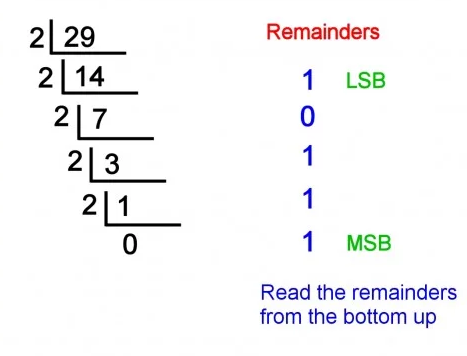 2 29 Remainders
2 14 1 LSB
2 7 0
2 3 1
2 1 1
0 1 MSB
Read the remainders
from the bottom up